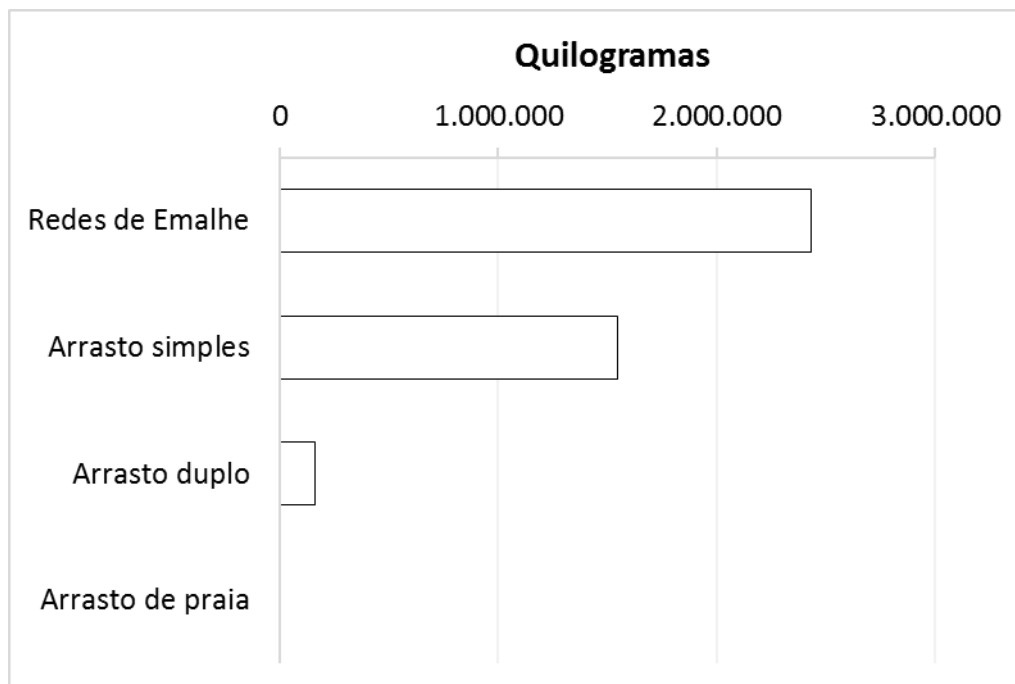 Quilogramas
0 1.000.000 2.000.000 3.000.000
Redes de Emalhe
Arrasto simples
Arrasto duplo
Arrasto de praia